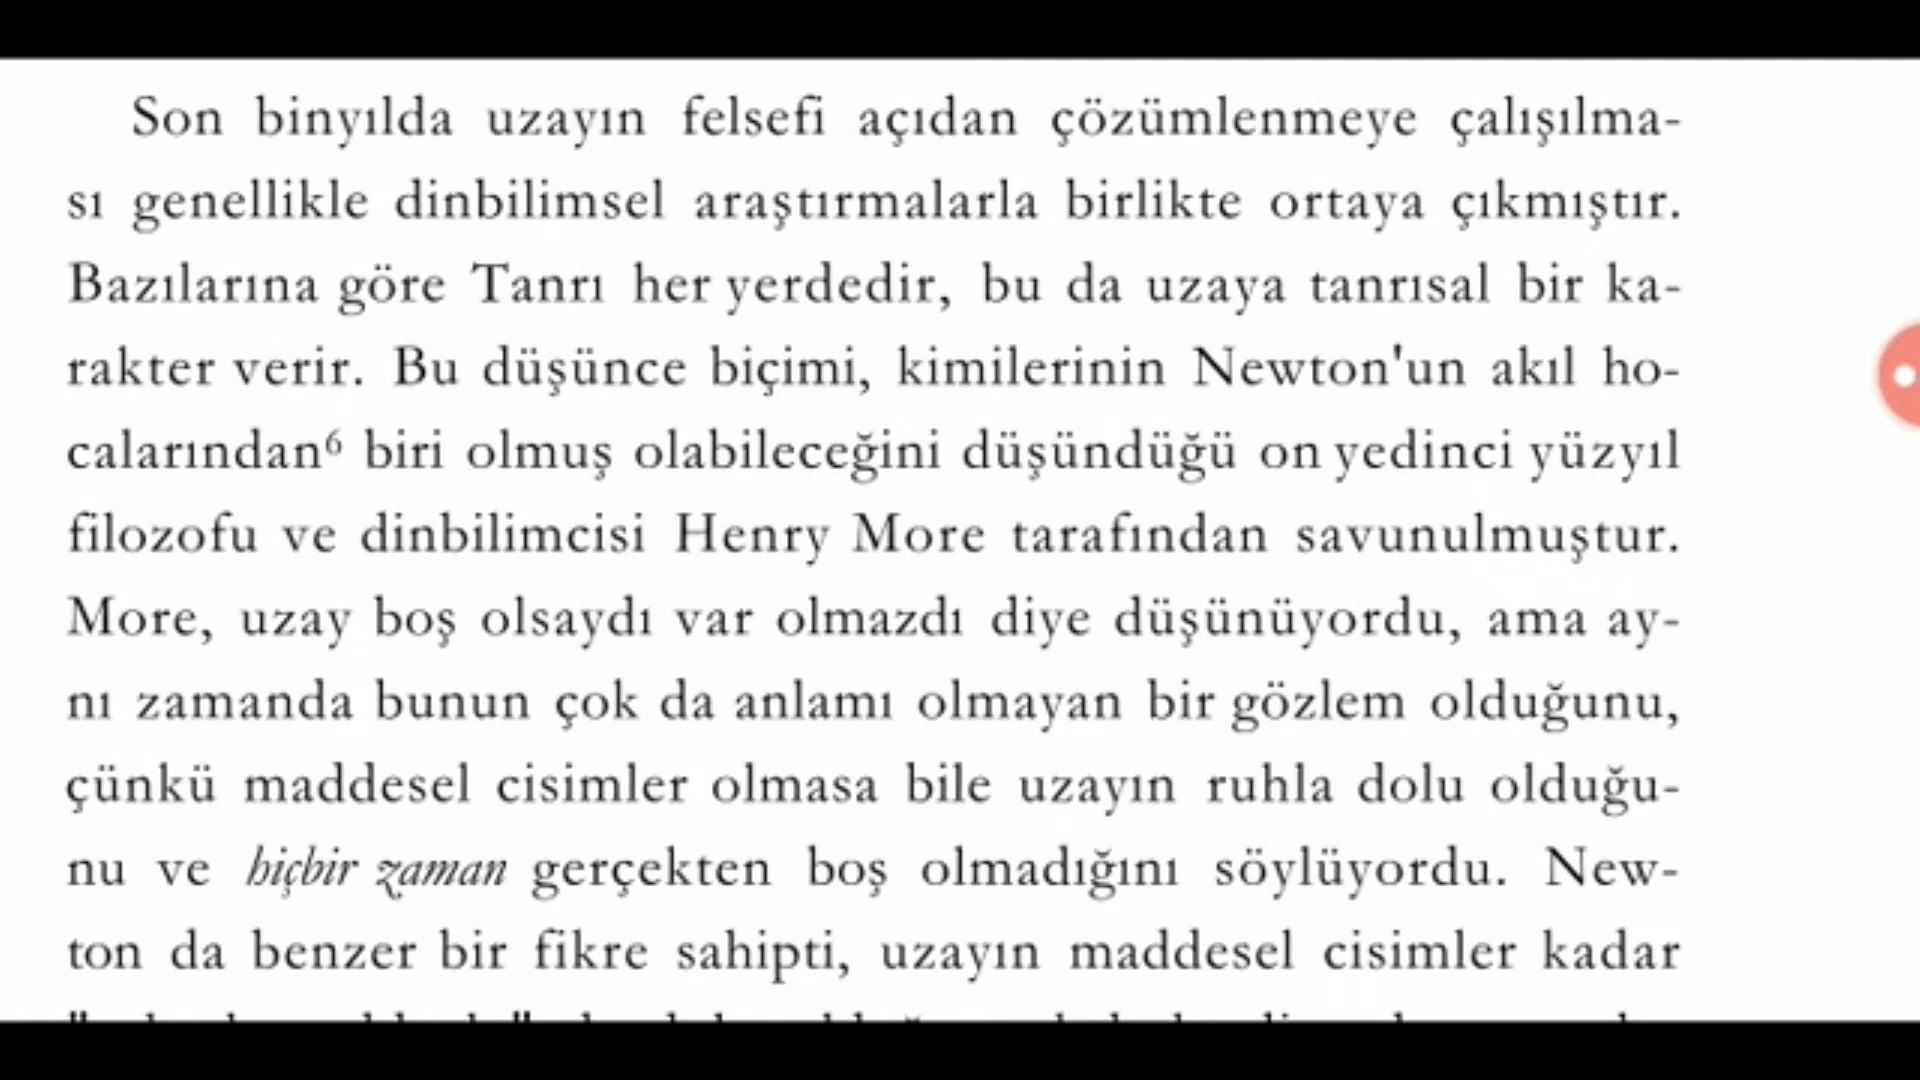 Son binyılda uzayın felsefi açıdan çözümlenmeye çalışılma-
sı genellikle dinbilimsel araştırmalarla birlikte ortaya çıkmıştır.
Bazılarına göre Tanrı her yerdedir, bu da uzaya tanrısal bir ka-
rakter verir. Bu düşünce biçimi, kimilerinin Newton'un akıl ho-
calarından⁶ biri olmuş olabileceğini düşündüğü on yedinci yüzyıl
filozofu ve dinbilimcisi Henry More tarafından savunulmuştur.
More, uzay boş olsaydı var olmazdı diye düşünüyordu, ama ay-
nı zamanda bunun çok da anlamı olmayan bir gözlem olduğunu,
çünkü maddesel cisimler olmasa bile uzayın ruhla dolu olduğu-
nu ve hiçbir zaman gerçekten boş olmadığını söylüyordu. New-
ton da benzer bir fikre sahipti, uzayın maddesel cisimler kadar